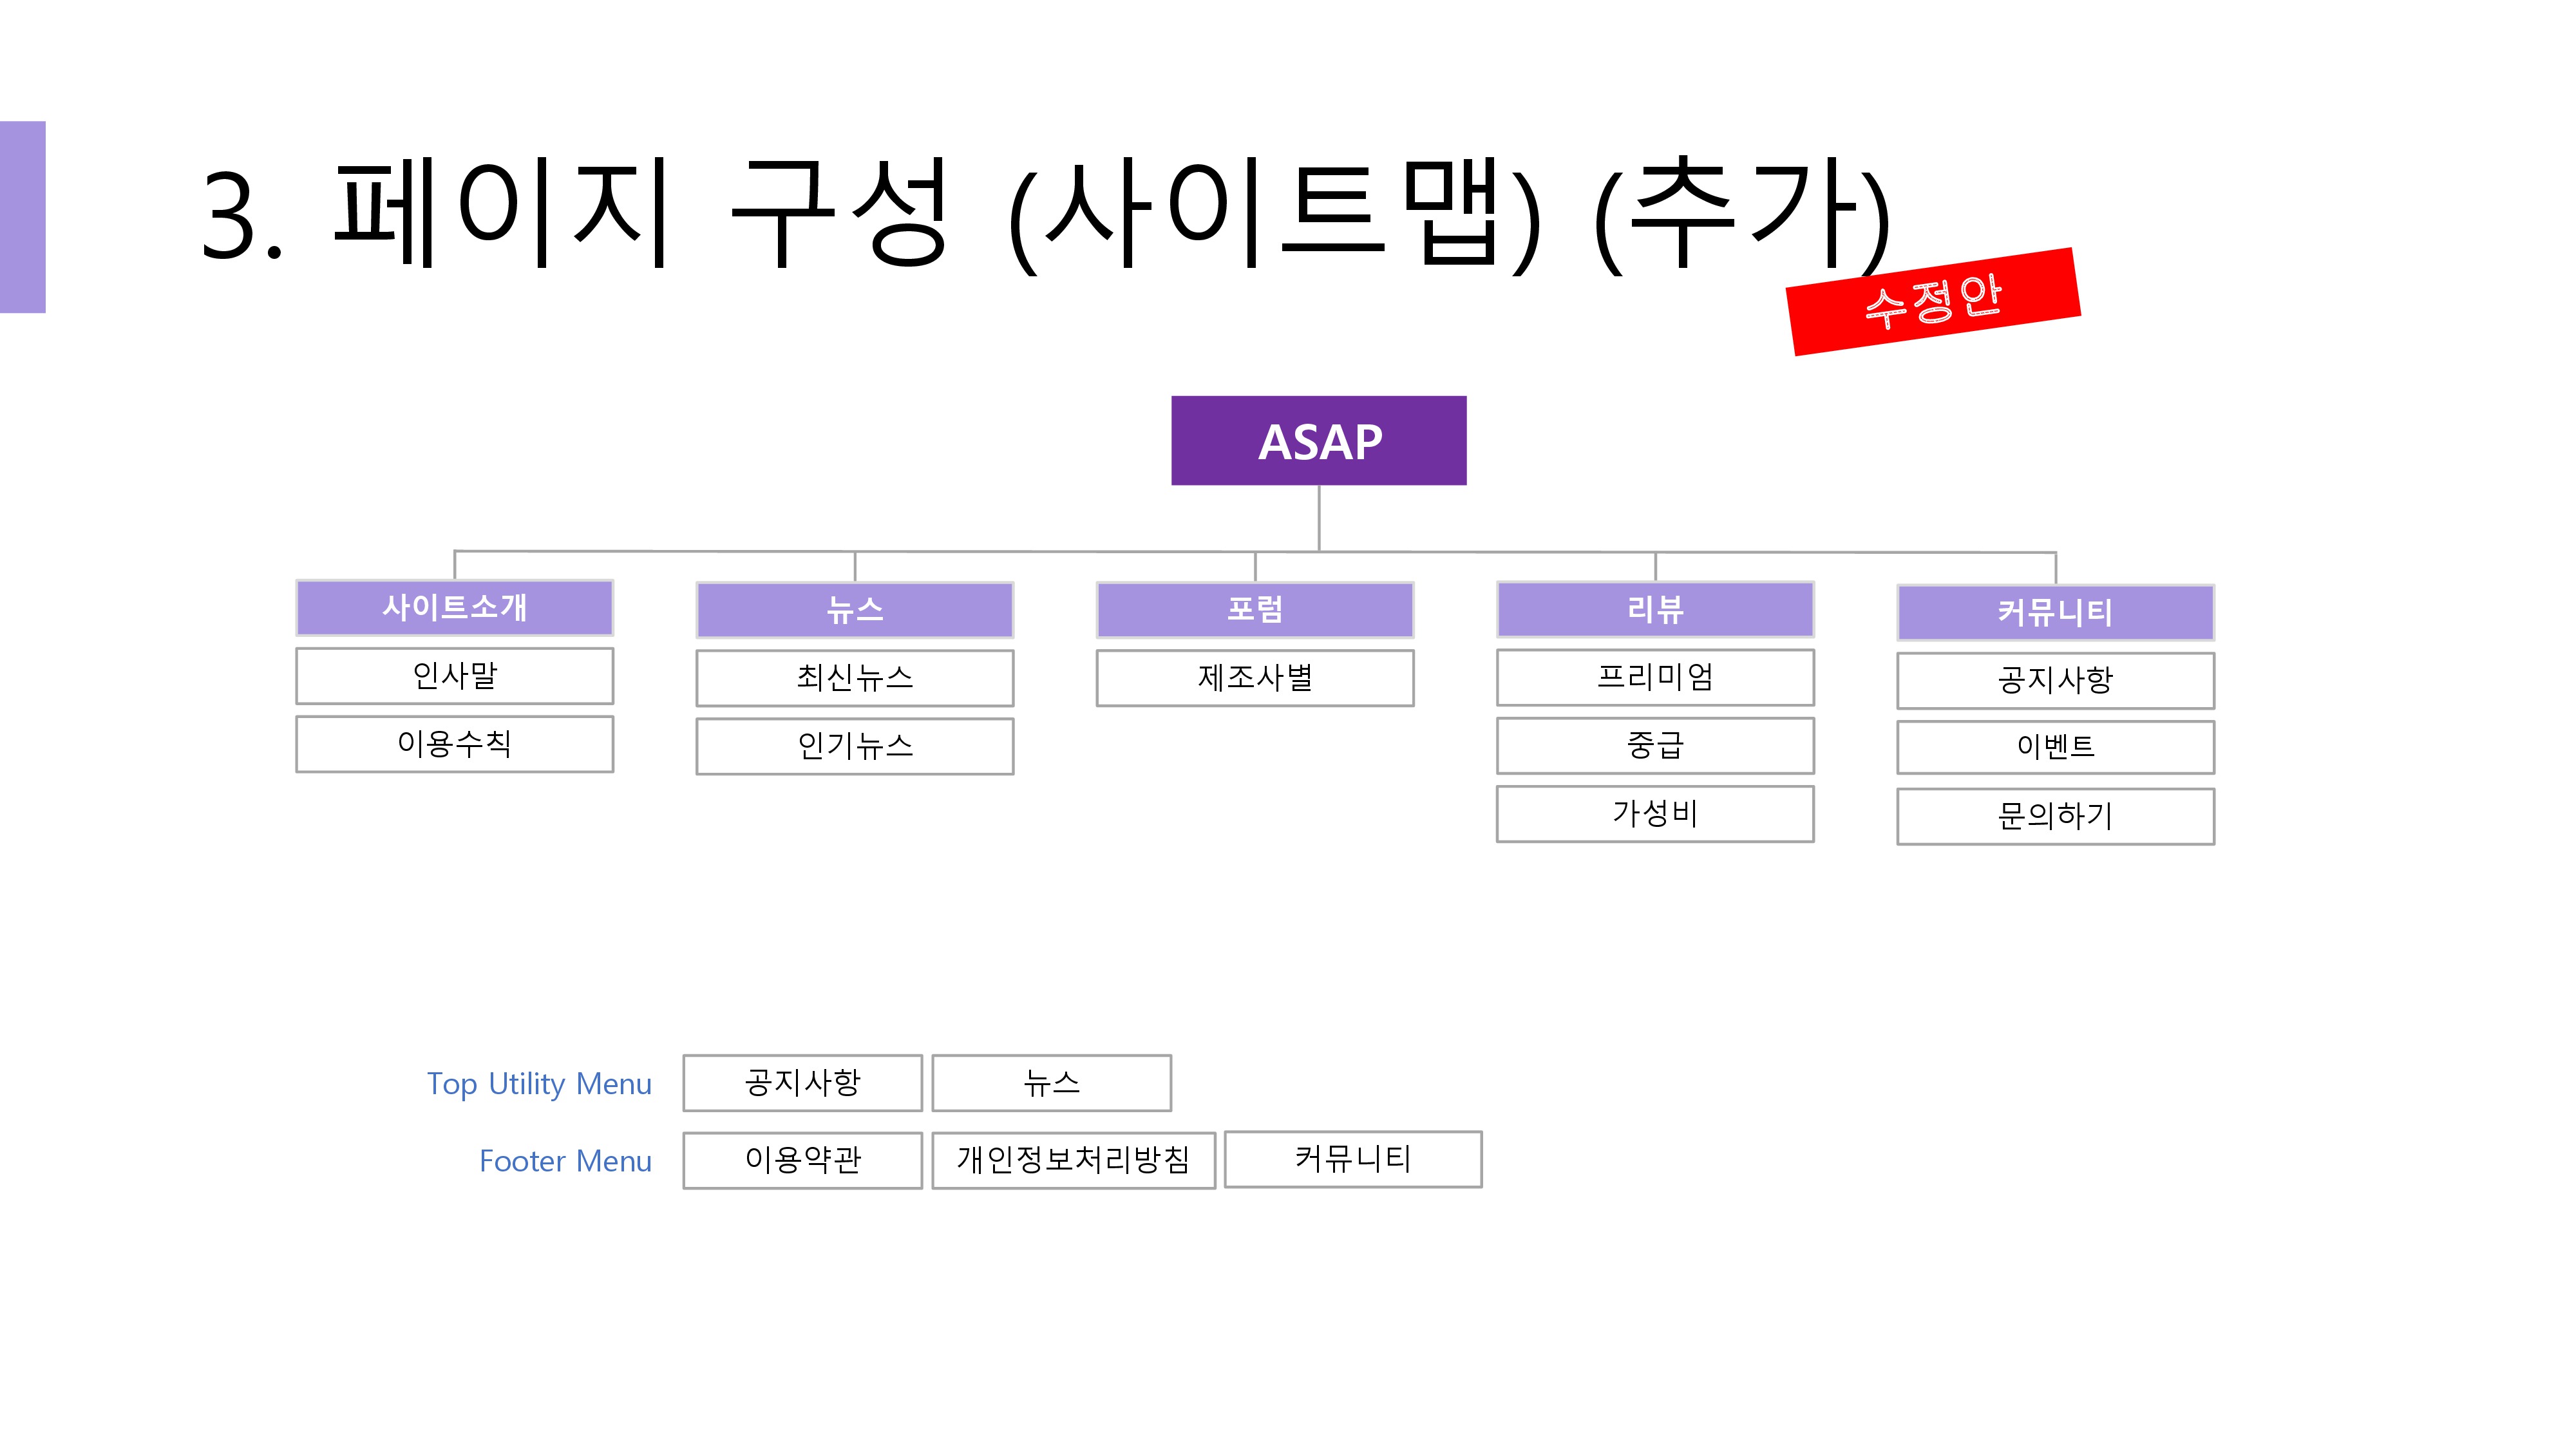 3. 페이지 구성 (사이트맵) (추가)
수정안
ASAP
사이트소개
인사말
이용수칙
뉴스
최신뉴스
인기뉴스
포럼
제조사별
리뷰
프리미엄
중급
가성비
커뮤니티
공지사항
이벤트
문의하기
Top Utility Menu 공지사항 뉴스
Footer Menu 이용약관 개인정보처리방침 커뮤니티